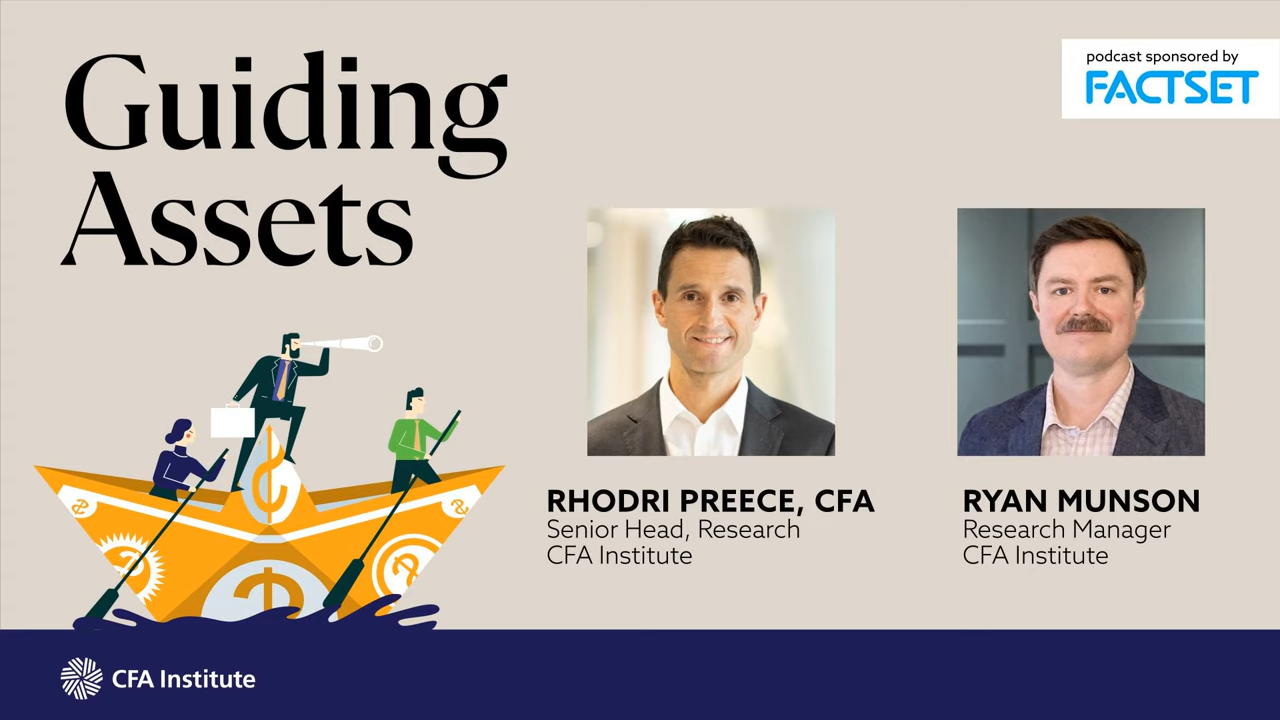 Guiding
Assets
podcast sponsored by
FACTSET
RHODRI PREECE, CFA
Senior Head, Research
CFA Institute
RYAN MUNSON
Research Manager
CFA Institute
CFA Institute